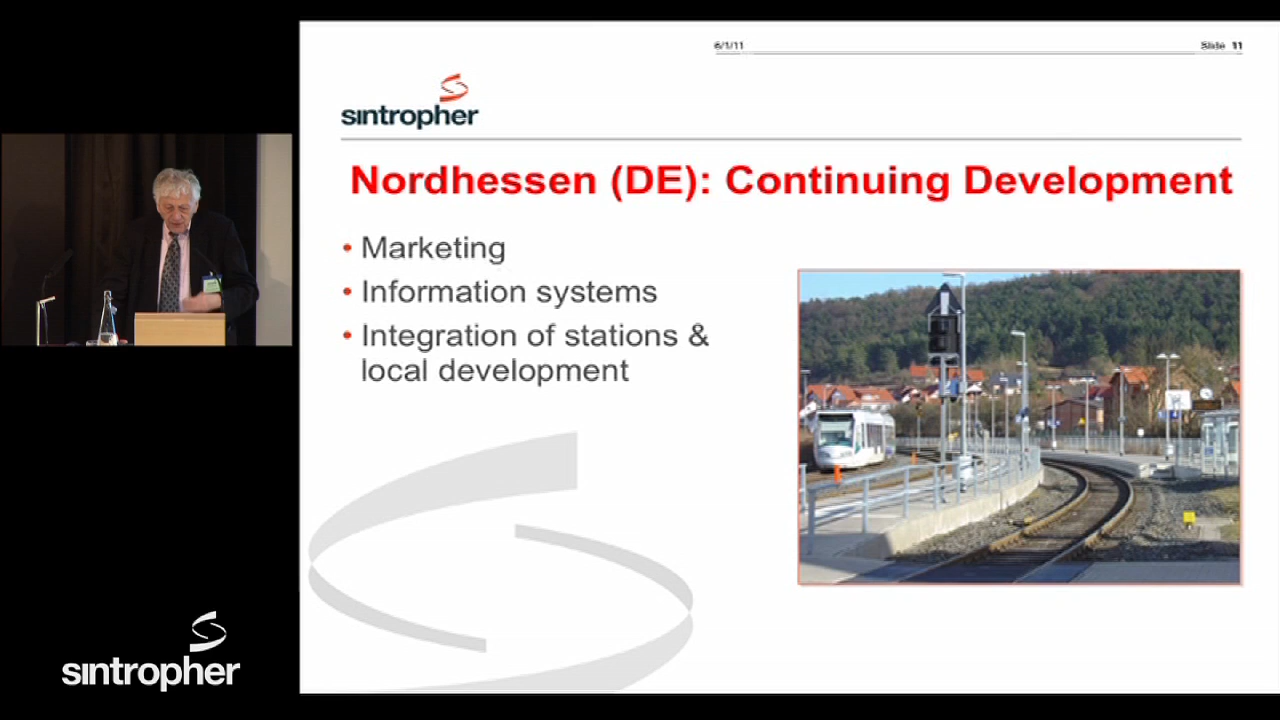 6/1/11
Slide 11
sintropher
Nordhessen (DE): Continuing Development
• Marketing
• Information systems
• Integration of stations &
local development
sintropher